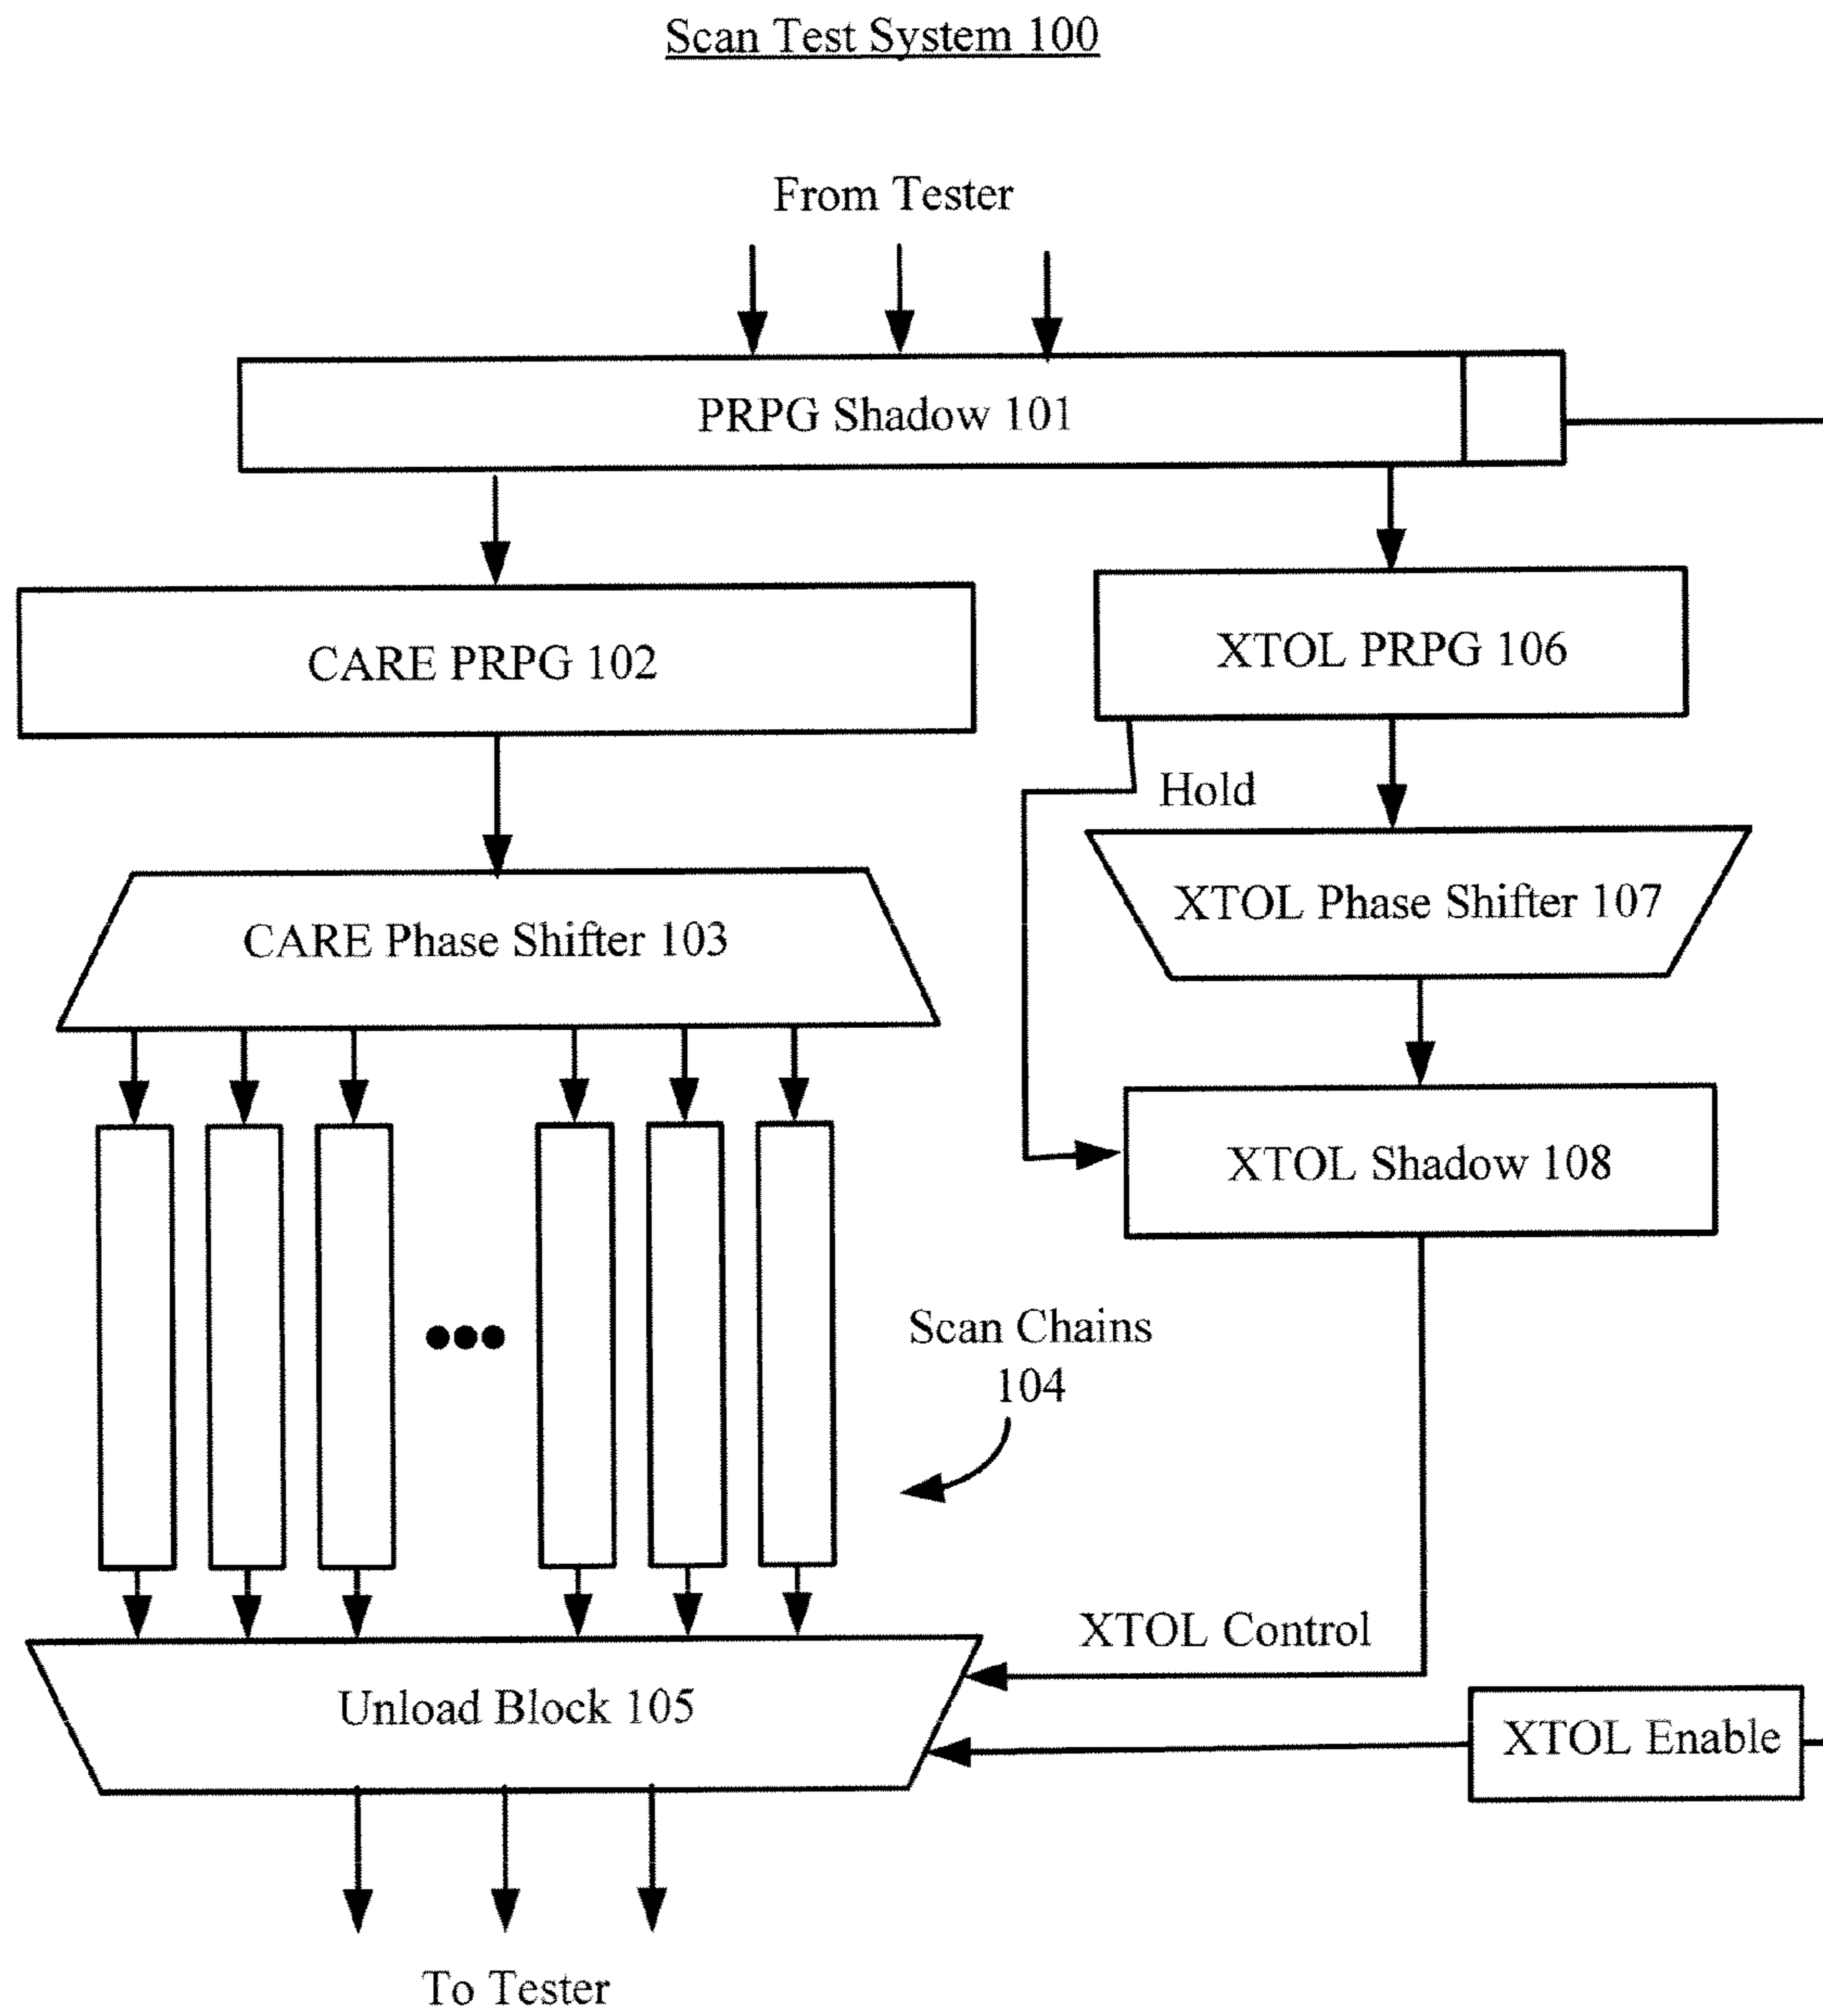 Scan Test System 100
From Tester
PRPG Shadow 101
CARE PRPG 102
XTOL PRPG 106
Hold
CARE Phase Shifter 103
XTOL Phase Shifter 107
XTOL Shadow 108
Scan Chains
104
XTOL Control
Unload Block 105
XTOL Enable
To Tester